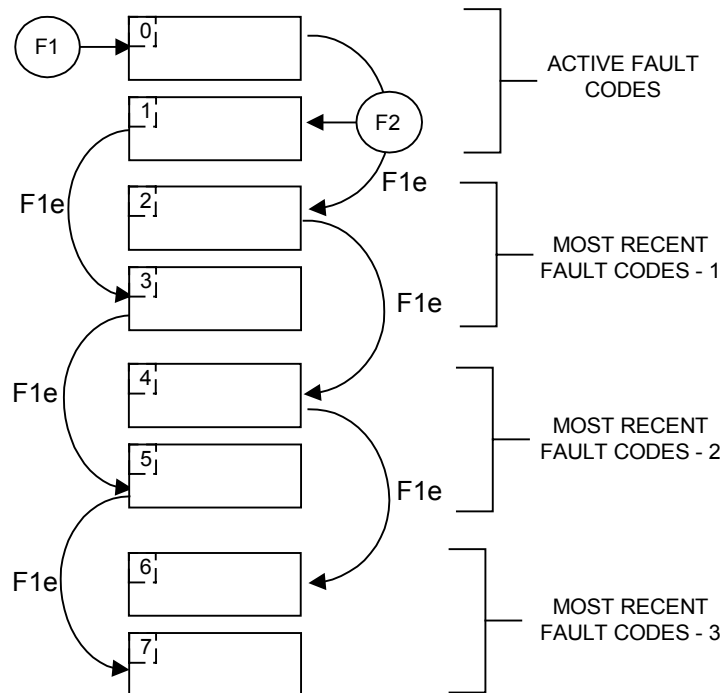 F1
0
ACTIVE FAULT
CODES
1
F2
F1e
F1e
2
MOST RECENT
FAULT CODES - 1
3
F1e
F1e
4
MOST RECENT
FAULT CODES - 2
5
F1e
F1e
6
MOST RECENT
FAULT CODES - 3
7